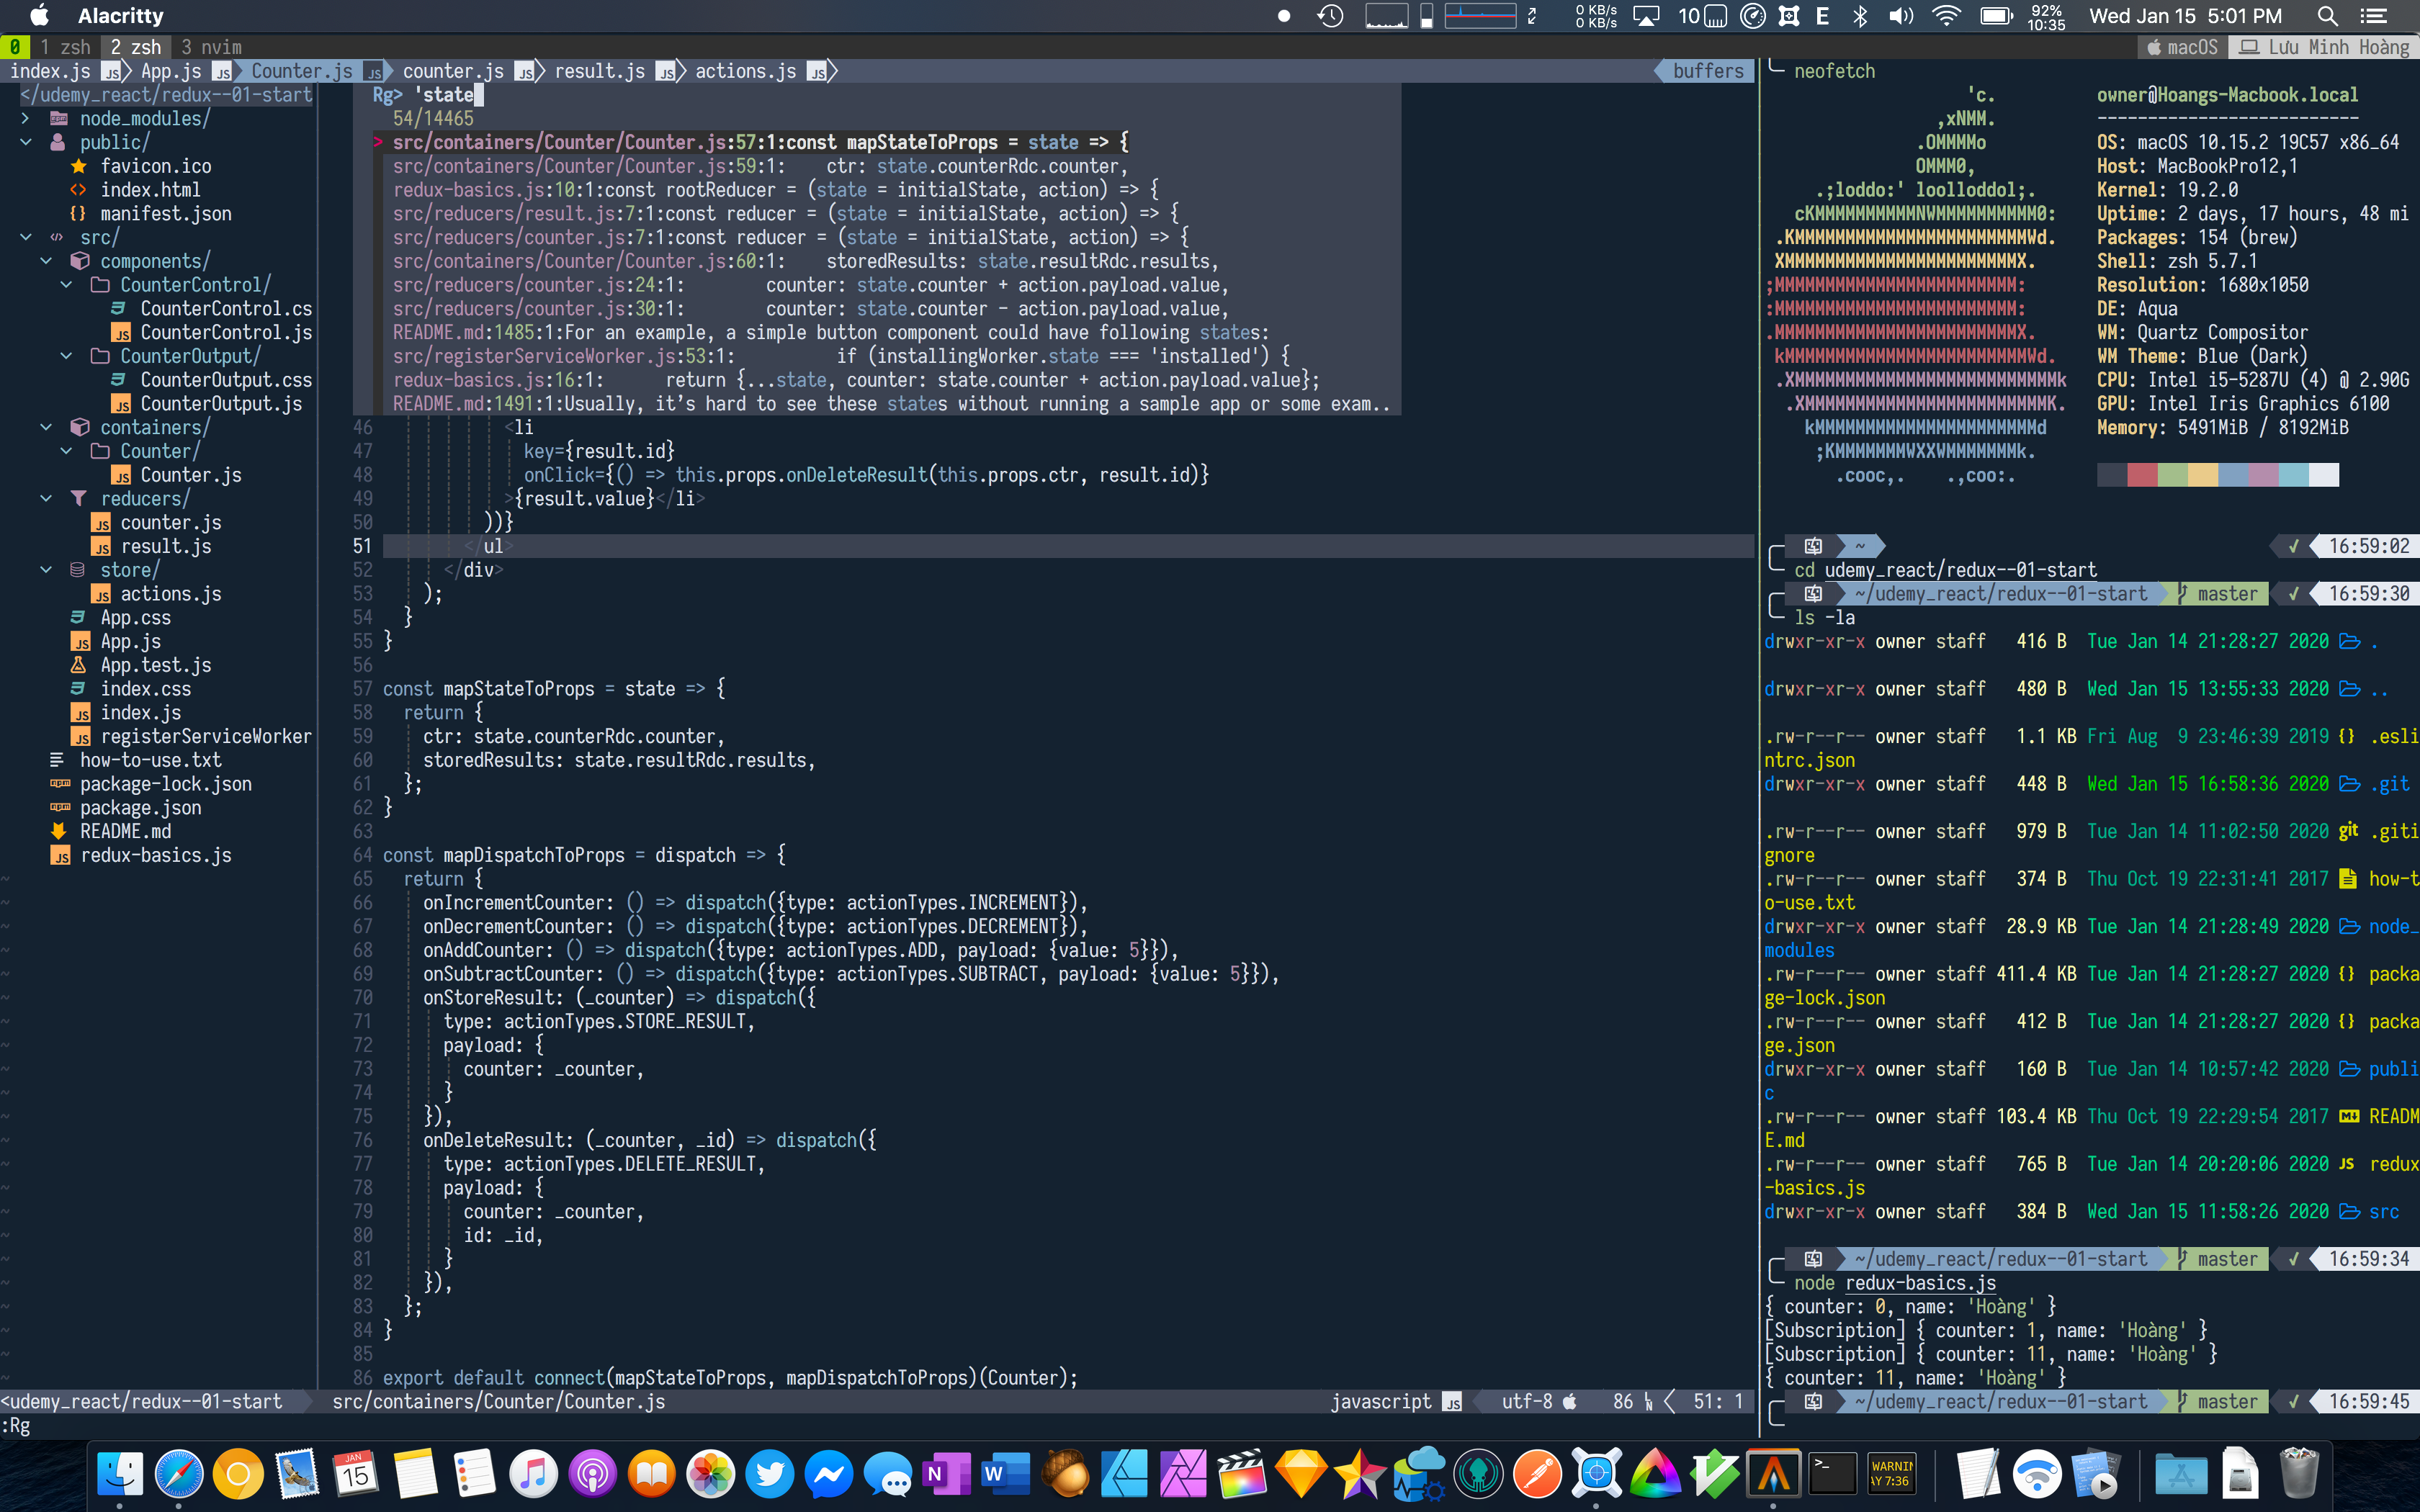 Alacritty
0 KB/s
0 KB/s
10
E
92%
10:35
Wed Jan 15 5:01 PM
0 1 zsh 2 zsh 3 nvim
macOS Lưu Minh Hoàng
index.js JS App.js JS Counter.js JS counter.js JS result.js JS actions.js JS buffers
</udemy_react/redux--01-start
node_modules/
public/
favicon.ico
index.html
manifest.json
src/
components/
CounterControl/
CounterControl.cs
CounterControl.js
CounterOutput/
CounterOutput.css
CounterOutput.js
containers/
Counter/
Counter.js
reducers/
counter.js
result.js
store/
actions.js
App.css
App.js
App.test.js
index.css
index.js
registerServiceWorker
how-to-use.txt
package-lock.json
package.json
README.md
redux-basics.js
Rg> 'state
54/14465
> src/containers/Counter/Counter.js:57:1:const mapStateToProps = state => {
src/containers/Counter/Counter.js:59:1: ctr: state.counterRdc.counter,
redux-basics.js:10:1:const rootReducer = (state = initialState, action) => {
src/reducers/result.js:7:1:const reducer = (state = initialState, action) => {
src/reducers/counter.js:7:1:const reducer = (state = initialState, action) => {
src/containers/Counter/Counter.js:60:1: storedResults: state.resultRdc.results,
src/reducers/counter.js:24:1: counter: state.counter + action.payload.value,
src/reducers/counter.js:30:1: counter: state.counter - action.payload.value,
README.md:1485:1:For an example, a simple button component could have following states:
src/registerServiceWorker.js:53:1: if (installingWorker.state === 'installed') {
redux-basics.js:16:1: return {...state, counter: state.counter + action.payload.value};
README.md:1491:1:Usually, it’s hard to see these states without running a sample app or some exam..
46 <li
47 key={result.id}
48 onClick={() => this.props.onDeleteResult(this.props.ctr, result.id)}
49 >{result.value}</li>
50 ))}
51 </ul>
52 </div>
53 );
54 }
55 }
56
57 const mapStateToProps = state => {
58 return {
59 ctr: state.counterRdc.counter,
60 storedResults: state.resultRdc.results,
61 };
62 }
63
64 const mapDispatchToProps = dispatch => {
65 return {
66 onIncrementCounter: () => dispatch({type: actionTypes.INCREMENT}),
67 onDecrementCounter: () => dispatch({type: actionTypes.DECREMENT}),
68 onAddCounter: () => dispatch({type: actionTypes.ADD, payload: {value: 5}}),
69 onSubtractCounter: () => dispatch({type: actionTypes.SUBTRACT, payload: {value: 5}}),
70 onStoreResult: (_counter) => dispatch({
71 type: actionTypes.STORE_RESULT,
72 payload: {
73 counter: _counter,
74 }
75 }),
76 onDeleteResult: (_counter, _id) => dispatch({
77 type: actionTypes.DELETE_RESULT,
78 payload: {
79 counter: _counter,
80 id: _id,
81 }
82 }),
83 };
84 }
85
86 export default connect(mapStateToProps, mapDispatchToProps)(Counter);
<udemy_react/redux--01-start src/containers/Counter/Counter.js javascript JS utf-8 86 LN 51: 1
:Rg
neofetch
'c.
,xNMM.
.OMMMMo
OMMM0,
.;loddo:' loolloddol;.
cKMMMMMMMMMMNWMMMMMMMMMM0:
.KMMMMMMMMMMMMMMMMMMMMMMMWd.
XMMMMMMMMMMMMMMMMMMMMMMMX.
;MMMMMMMMMMMMMMMMMMMMMMMM:
:MMMMMMMMMMMMMMMMMMMMMMMM:
.MMMMMMMMMMMMMMMMMMMMMMMMX.
kMMMMMMMMMMMMMMMMMMMMMMMMWd.
.XMMMMMMMMMMMMMMMMMMMMMMMMMMk
.XMMMMMMMMMMMMMMMMMMMMMMMMK.
kMMMMMMMMMMMMMMMMMMMMMMd
;KMMMMMMMWXXWMMMMMMMk.
.cooc,. .,coo:.
owner@Hoangs-Macbook.local
--------------------------
OS: macOS 10.15.2 19C57 x86_64
Host: MacBookPro12,1
Kernel: 19.2.0
Uptime: 2 days, 17 hours, 48 mi
Packages: 154 (brew)
Shell: zsh 5.7.1
Resolution: 1680x1050
DE: Aqua
WM: Quartz Compositor
WM Theme: Blue (Dark)
CPU: Intel i5-5287U (4) @ 2.90G
GPU: Intel Iris Graphics 6100
Memory: 5491MiB / 8192MiB
~ ✓ 16:59:02
cd udemy_react/redux--01-start
~/udemy_react/redux--01-start master ✓ 16:59:30
ls -la
drwxr-xr-x owner staff 416 B Tue Jan 14 21:28:27 2020 .
drwxr-xr-x owner staff 480 B Wed Jan 15 13:55:33 2020 ..
.rw-r--r-- owner staff 1.1 KB Fri Aug 9 23:46:39 2019 {} .esli
ntrc.json
drwxr-xr-x owner staff 448 B Wed Jan 15 16:58:36 2020 .git
.rw-r--r-- owner staff 979 B Tue Jan 14 11:02:50 2020 git .giti
gnore
.rw-r--r-- owner staff 374 B Thu Oct 19 22:31:41 2017 how-t
o-use.txt
drwxr-xr-x owner staff 28.9 KB Tue Jan 14 21:28:49 2020 node_
modules
.rw-r--r-- owner staff 411.4 KB Tue Jan 14 21:28:27 2020 {} packa
ge-lock.json
.rw-r--r-- owner staff 412 B Tue Jan 14 21:28:27 2020 {} packa
ge.json
drwxr-xr-x owner staff 160 B Tue Jan 14 10:57:42 2020 publi
c
.rw-r--r-- owner staff 103.4 KB Thu Oct 19 22:29:54 2017 READM
E.md
.rw-r--r-- owner staff 765 B Tue Jan 14 20:20:06 2020 JS redux
-basics.js
drwxr-xr-x owner staff 384 B Wed Jan 15 11:58:26 2020 src
~/udemy_react/redux--01-start master ✓ 16:59:34
node redux-basics.js
{ counter: 0, name: 'Hoàng' }
[Subscription] { counter: 1, name: 'Hoàng' }
[Subscription] { counter: 11, name: 'Hoàng' }
{ counter: 11, name: 'Hoàng' }
~/udemy_react/redux--01-start master ✓ 16:59:45
JAN
15
N
W
>_
WARNIN
AY 7:36